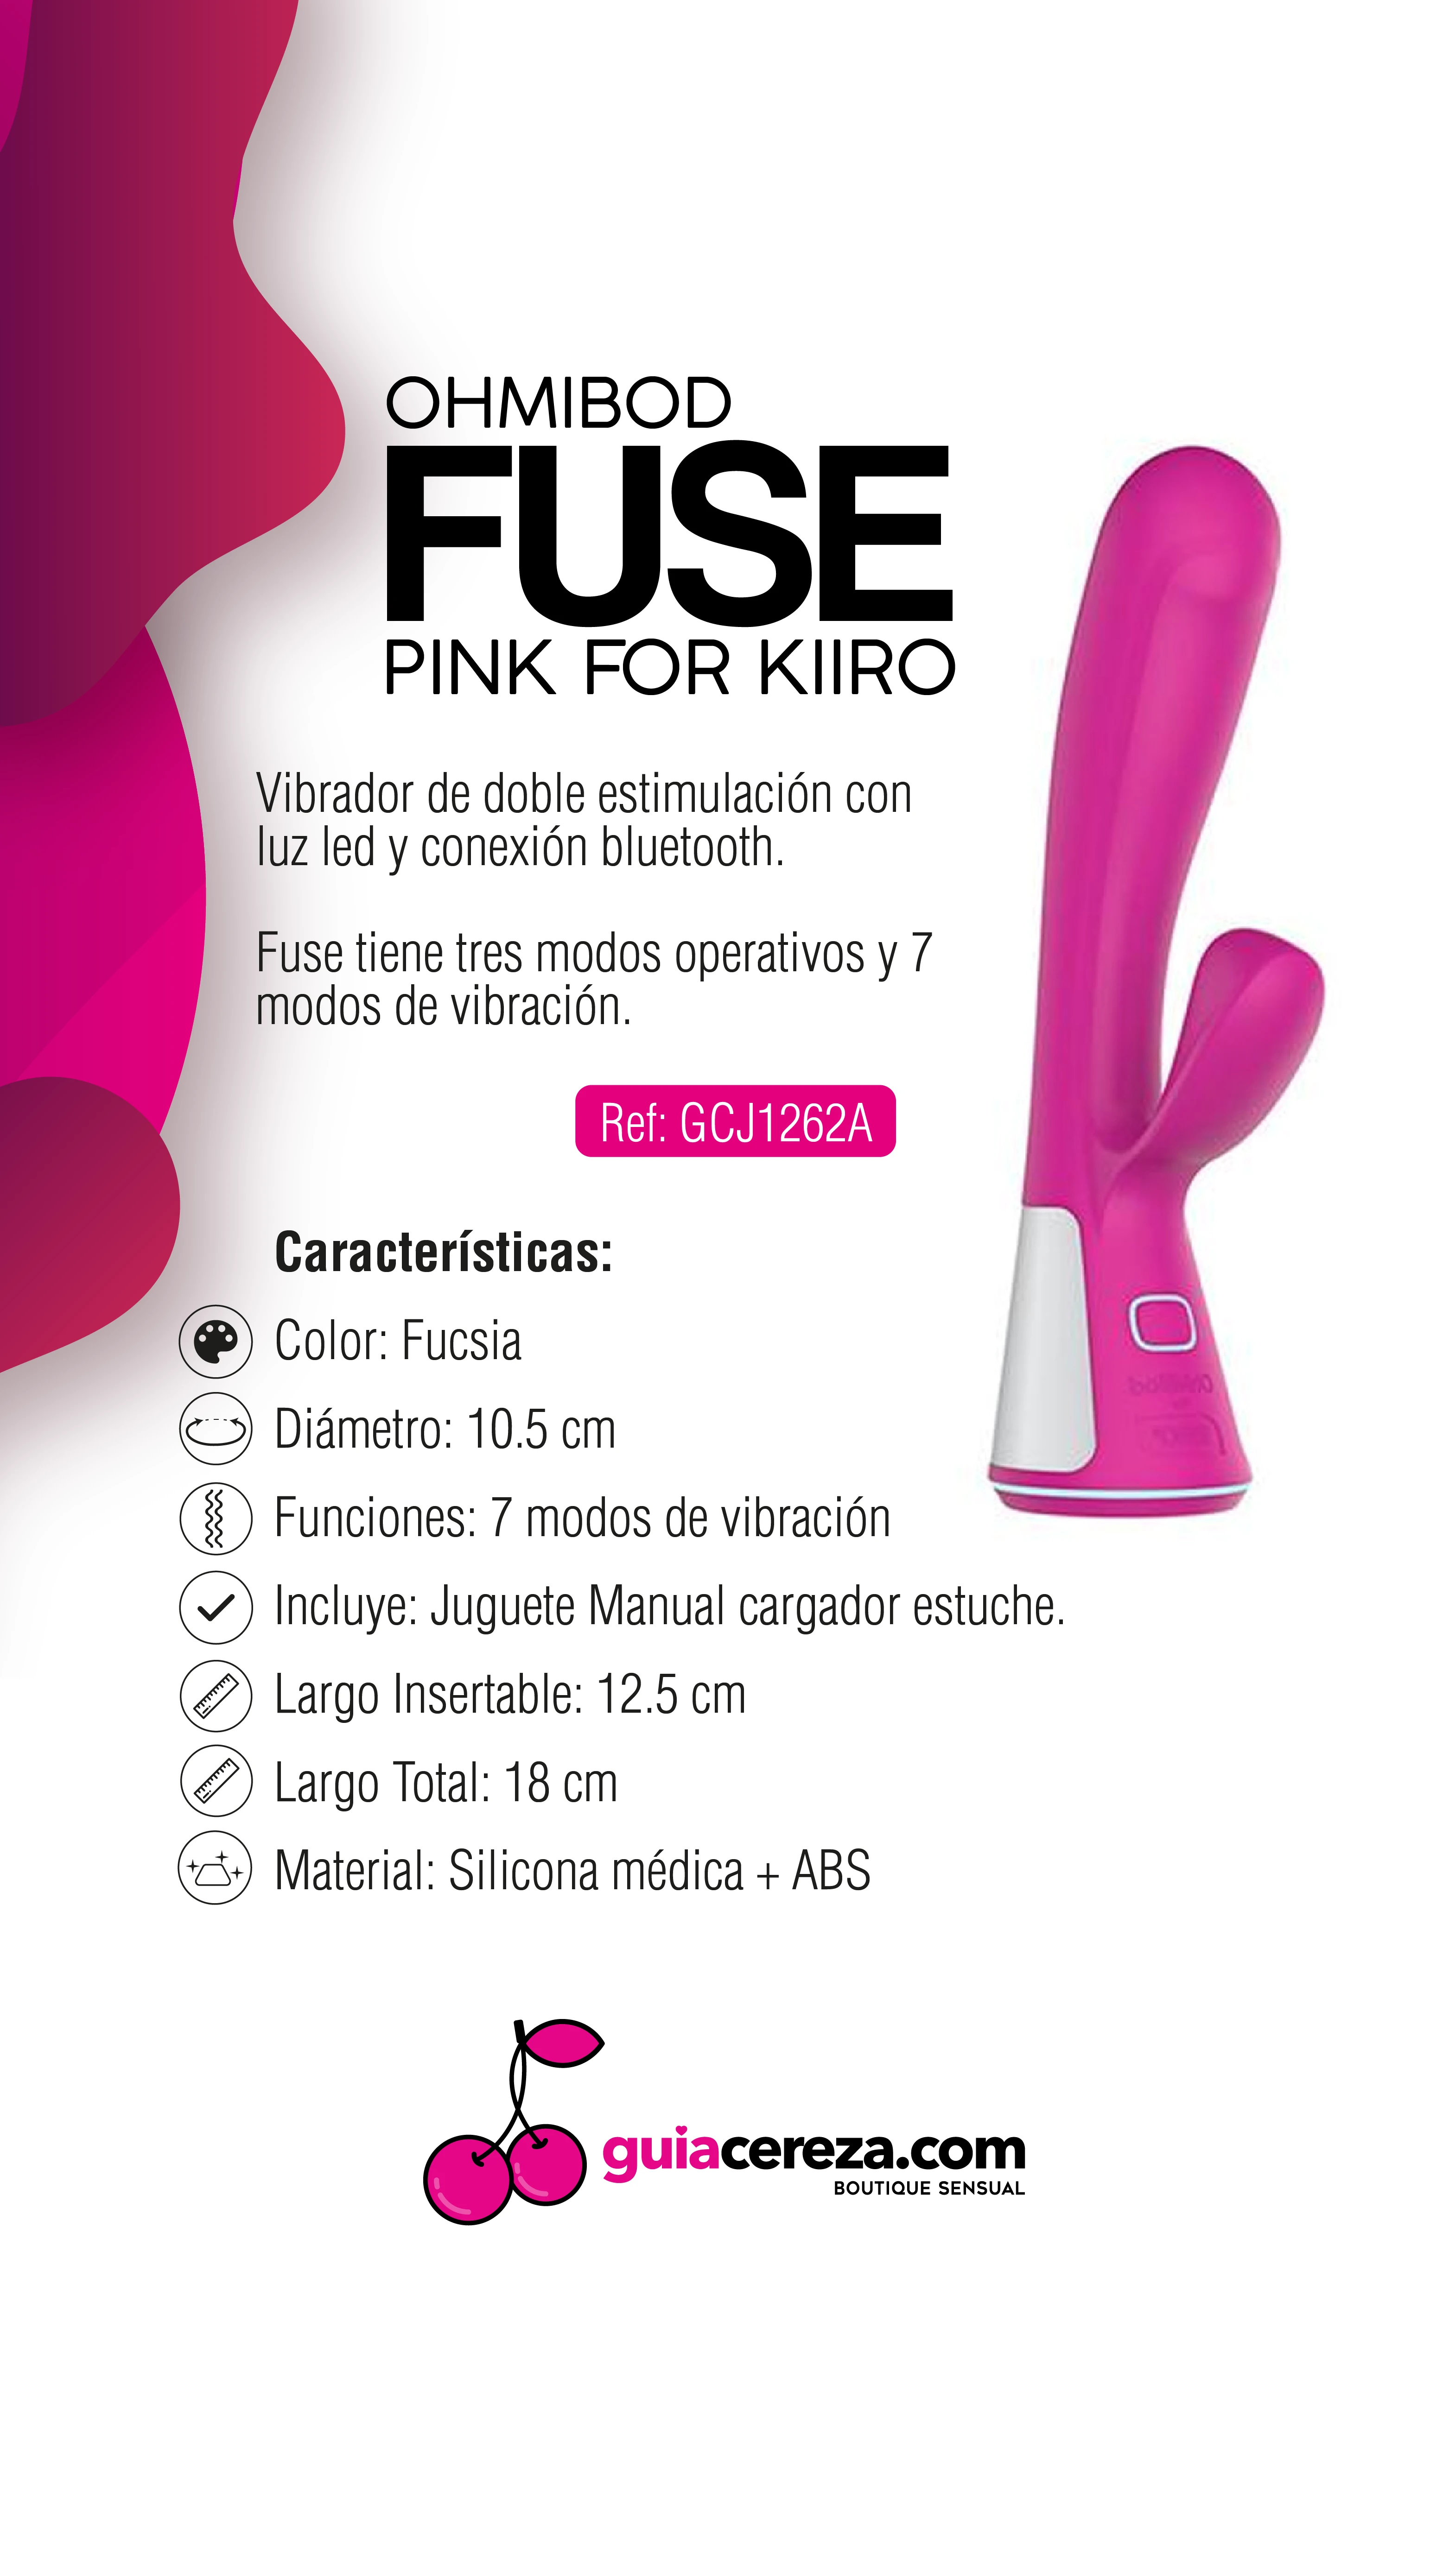 OHMIBOD
FUSE
PINK FOR KIIRO
Vibrador de doble estimulación con
luz led y conexión bluetooth.
Fuse tiene tres modos operativos y 7
modos de vibración.
Ref: GCJ1262A
Características:
Color: Fucsia
Diámetro: 10.5 cm
Funciones: 7 modos de vibración
Incluye: Juguete Manual cargador estuche.
Largo Insertable: 12.5 cm
Largo Total: 18 cm
Material: Silicona médica + ABS
guiacereza.com
BOUTIQUE SENSUAL